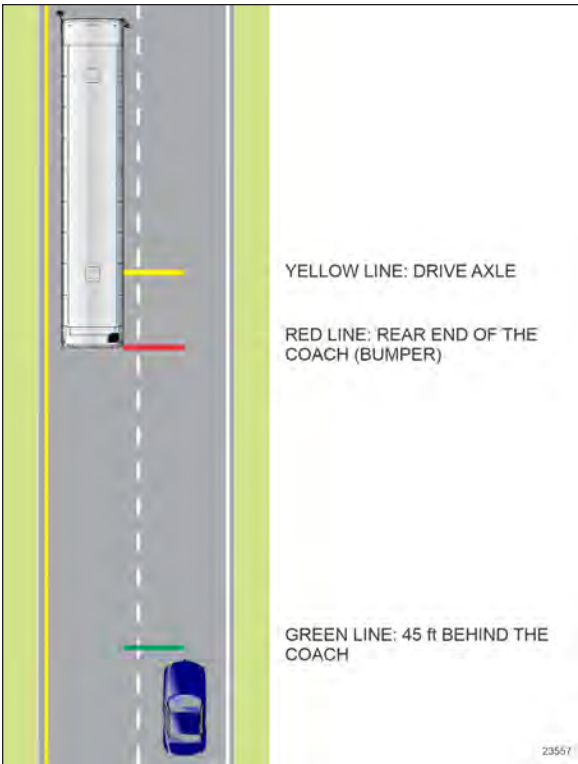 YELLOW LINE: DRIVE AXLE
RED LINE: REAR END OF THE
COACH (BUMPER)
GREEN LINE: 45 ft BEHIND THE
COACH
23557